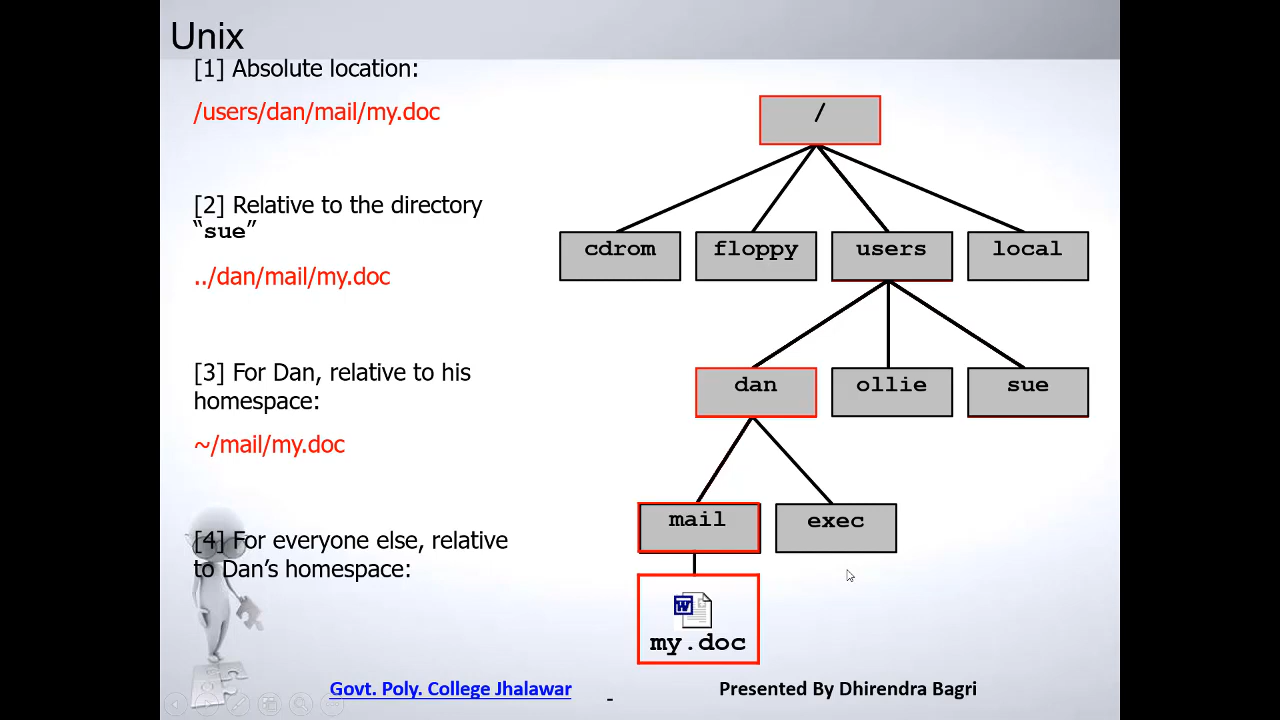 Unix
[1] Absolute location:
/users/dan/mail/my.doc
[2] Relative to the directory
“sue”
../dan/mail/my.doc
[3] For Dan, relative to his
homespace:
~/mail/my.doc
[4] For everyone else, relative
to Dan’s homespace:
/
cdrom floppy users local
dan ollie sue
mail exec
W
my.doc
Govt. Poly. College Jhalawar - Presented By Dhirendra Bagri